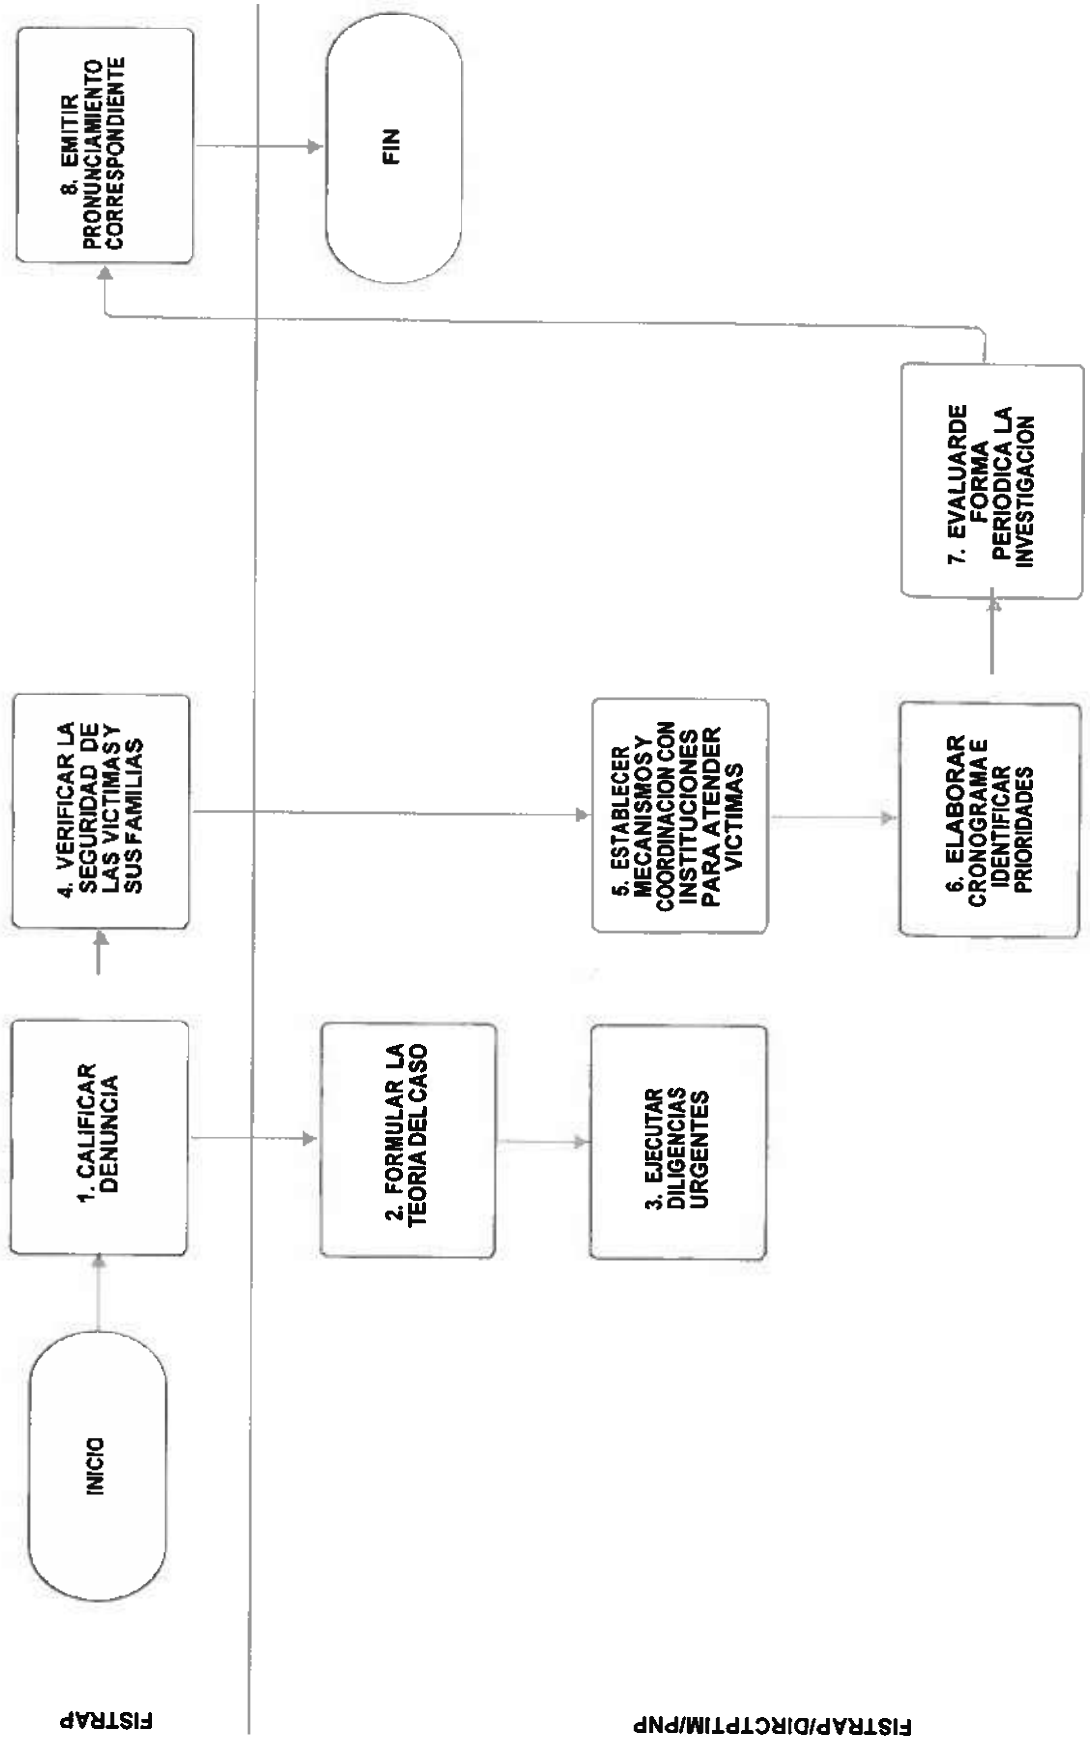 FISTRAP
INICIO
1. CALIFICAR
DENUNCIA
4. VERIFICAR LA
SEGURIDAD DE
LAS VICTIMAS Y
SUS FAMILIAS
8. EMITIR
PRONUNCIAMIENTO
CORRESPONDIENTE
FISTRAP/DIRCTPTIM/PNP
2. FORMULAR LA
TEORIA DEL CASO
3. EJECUTAR
DILIGENCIAS
URGENTES
5. ESTABLECER
MECANISMOS Y
COORDINACION CON
INSTITUCIONES
PARA ATENDER
VICTIMAS
6. ELABORAR
CRONOGRAMA E
IDENTIFICAR
PRIORIDADES
7. EVALUARDE
FORMA
PERIODICA LA
INVESTIGACION
FIN